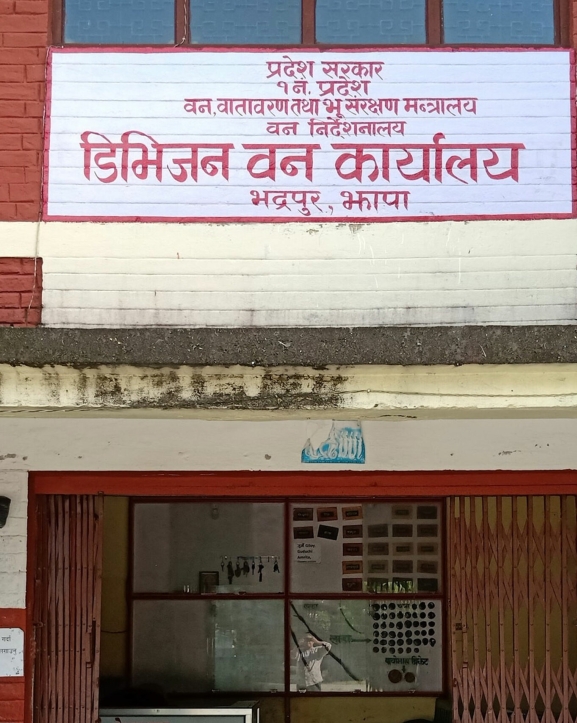 प्रदेश सरकार
१ नं. प्रदेश
वन, वातावरण तथा भू संरक्षण मन्त्रालय
वन निर्देशनालय
डिभिजन वन कार्यालय
भद्रपुर, झापा